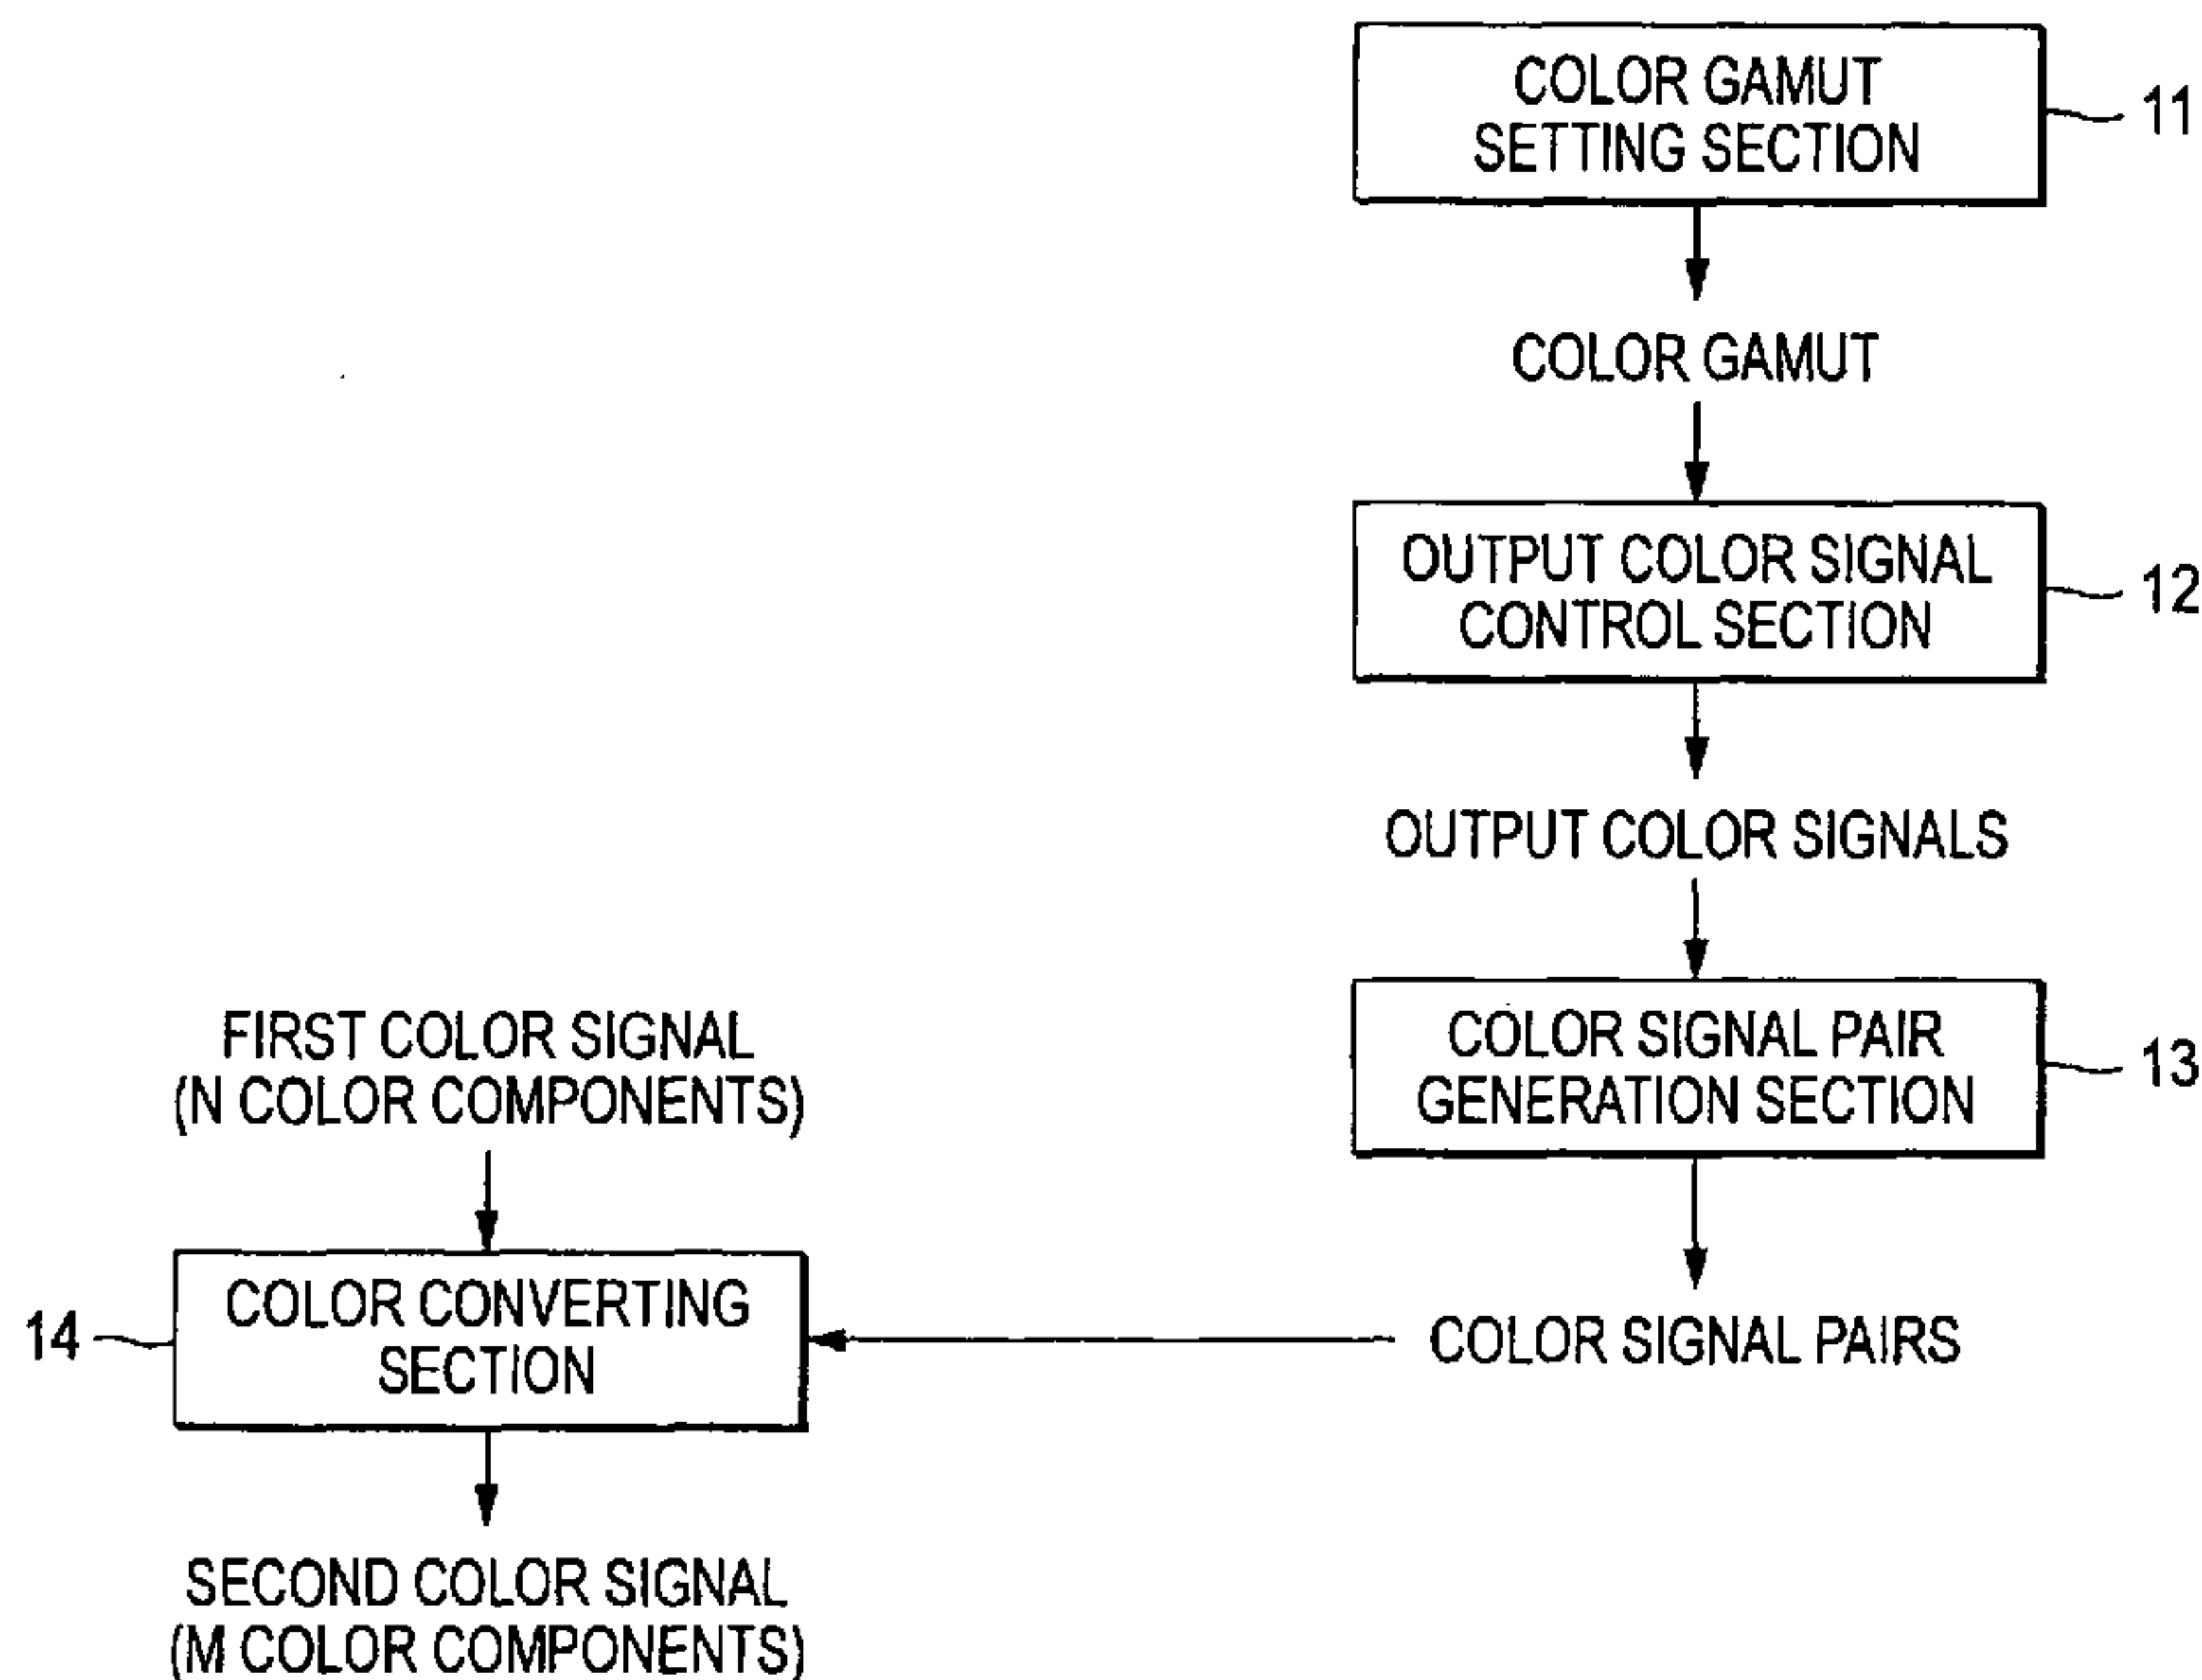 COLOR GAMUT
SETTING SECTION
11
COLOR GAMUT
OUTPUT COLOR SIGNAL
CONTROL SECTION
12
OUTPUT COLOR SIGNALS
COLOR SIGNAL PAIR
GENERATION SECTION
13
COLOR SIGNAL PAIRS
FIRST COLOR SIGNAL
(N COLOR COMPONENTS)
14
COLOR CONVERTING
SECTION
SECOND COLOR SIGNAL
(M COLOR COMPONENTS)